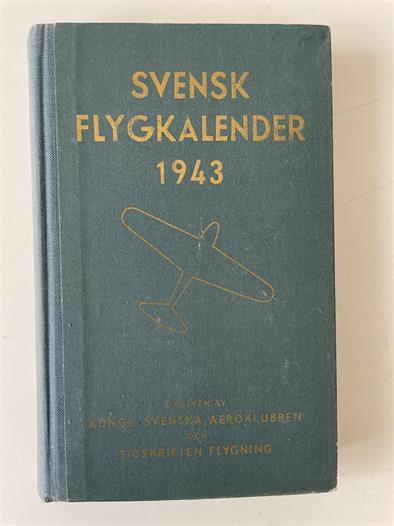 SVENSK
FLYGKALENDER
1943
UTGIVEN AV
KUNGL. SVENSKA AEROKLUBBEN
OCH
TIDSKRIFTEN FLYGNING